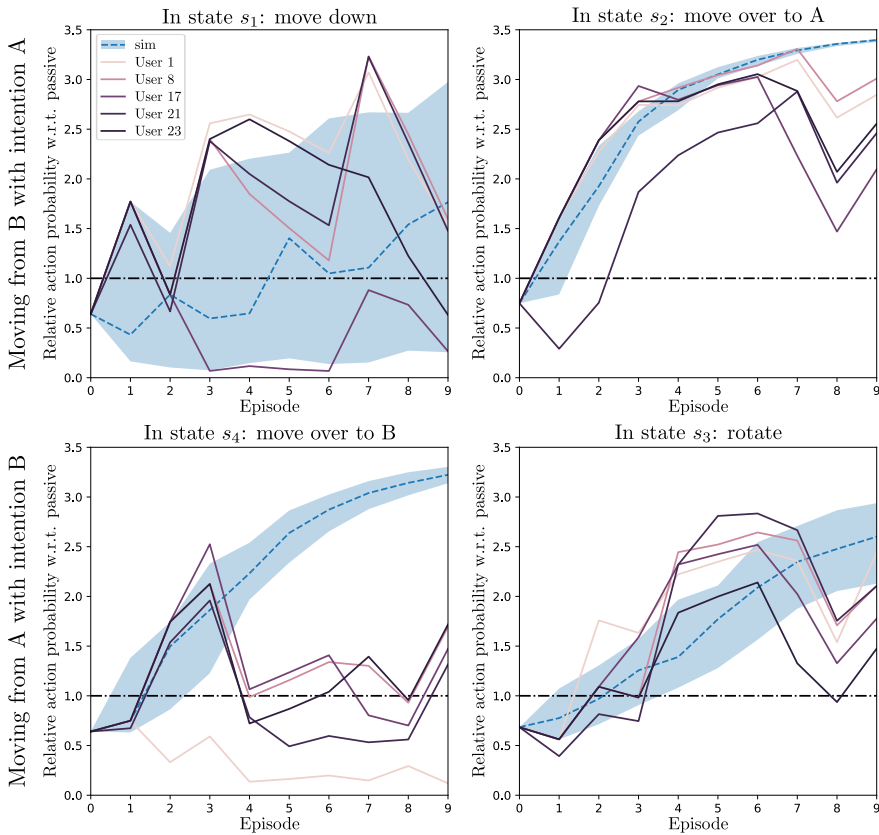 In state s₁: move down
Moving from B with intention A
Relative action probability w.r.t. passive
3.5
3.0
2.5
2.0
1.5
1.0
0.5
0.0
sim
User 1
User 8
User 17
User 21
User 23
0 1 2 3 4 5 6 7 8 9
Episode
In state s₂: move over to A
Relative action probability w.r.t. passive
3.5
3.0
2.5
2.0
1.5
1.0
0.5
0.0
0 1 2 3 4 5 6 7 8 9
Episode
In state s₄: move over to B
Moving from A with intention B
Relative action probability w.r.t. passive
3.5
3.0
2.5
2.0
1.5
1.0
0.5
0.0
0 1 2 3 4 5 6 7 8 9
Episode
In state s₃: rotate
Relative action probability w.r.t. passive
3.5
3.0
2.5
2.0
1.5
1.0
0.5
0.0
0 1 2 3 4 5 6 7 8 9
Episode